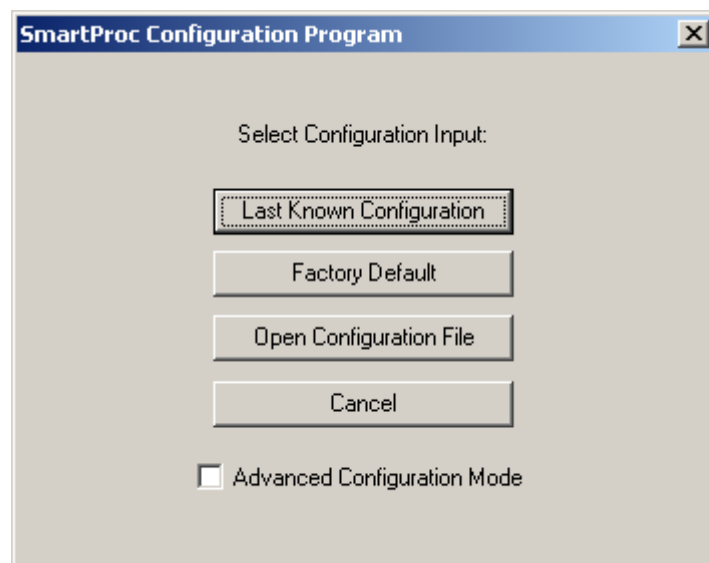 SmartProc Configuration Program
Select Configuration Input:
Last Known Configuration
Factory Default
Open Configuration File
Cancel
Advanced Configuration Mode